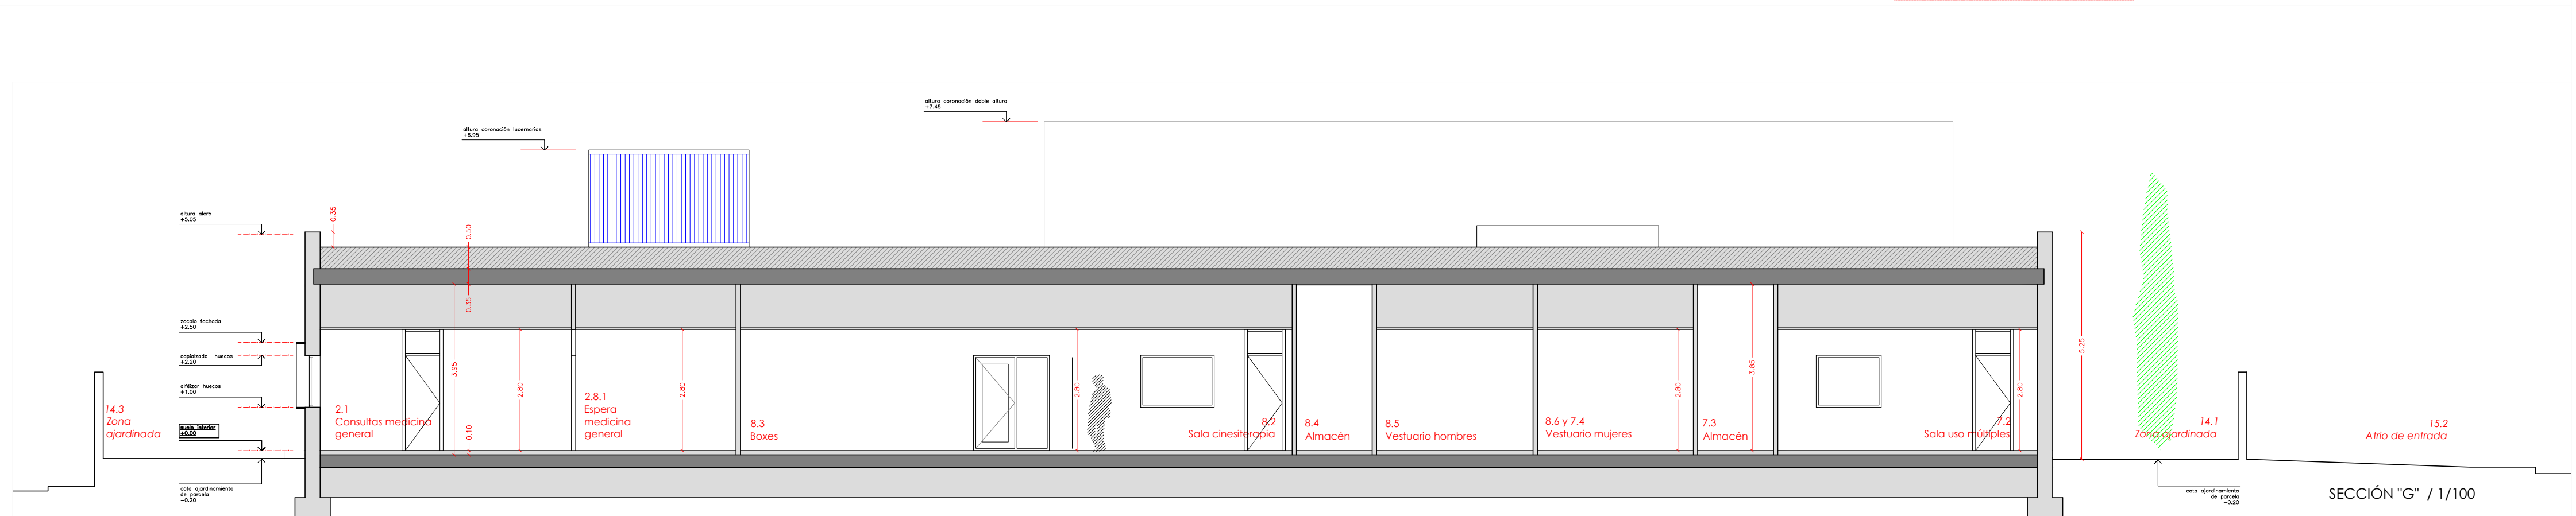 altura coronación doble altura
+7.45
altura coronación lucernarios
+6.95
altura alero
+5.05
0.35
0.50
zocalo fachada
+2.50
capialzado huecos
+2.20
alféizar huecos
+1.00
suelo interior
+0.00
cota ajardinamiento
de parcela
-0.20
14.3
Zona
ajardinada
2.1
Consultas medicina
general
3.95
0.35
0.10
2.80
2.8.1
Espera
medicina
general
2.80
8.3
Boxes
2.80
8.2
Sala cinesiterapia
8.4
Almacén
8.5
Vestuario hombres
8.6 y 7.4
Vestuario mujeres
2.80
7.3
Almacén
3.85
7.2
Sala uso múltiples
2.80
5.25
14.1
Zona ajardinada
15.2
Atrio de entrada
cota ajardinamiento
de parcela
-0.20
SECCIÓN "G" / 1/100